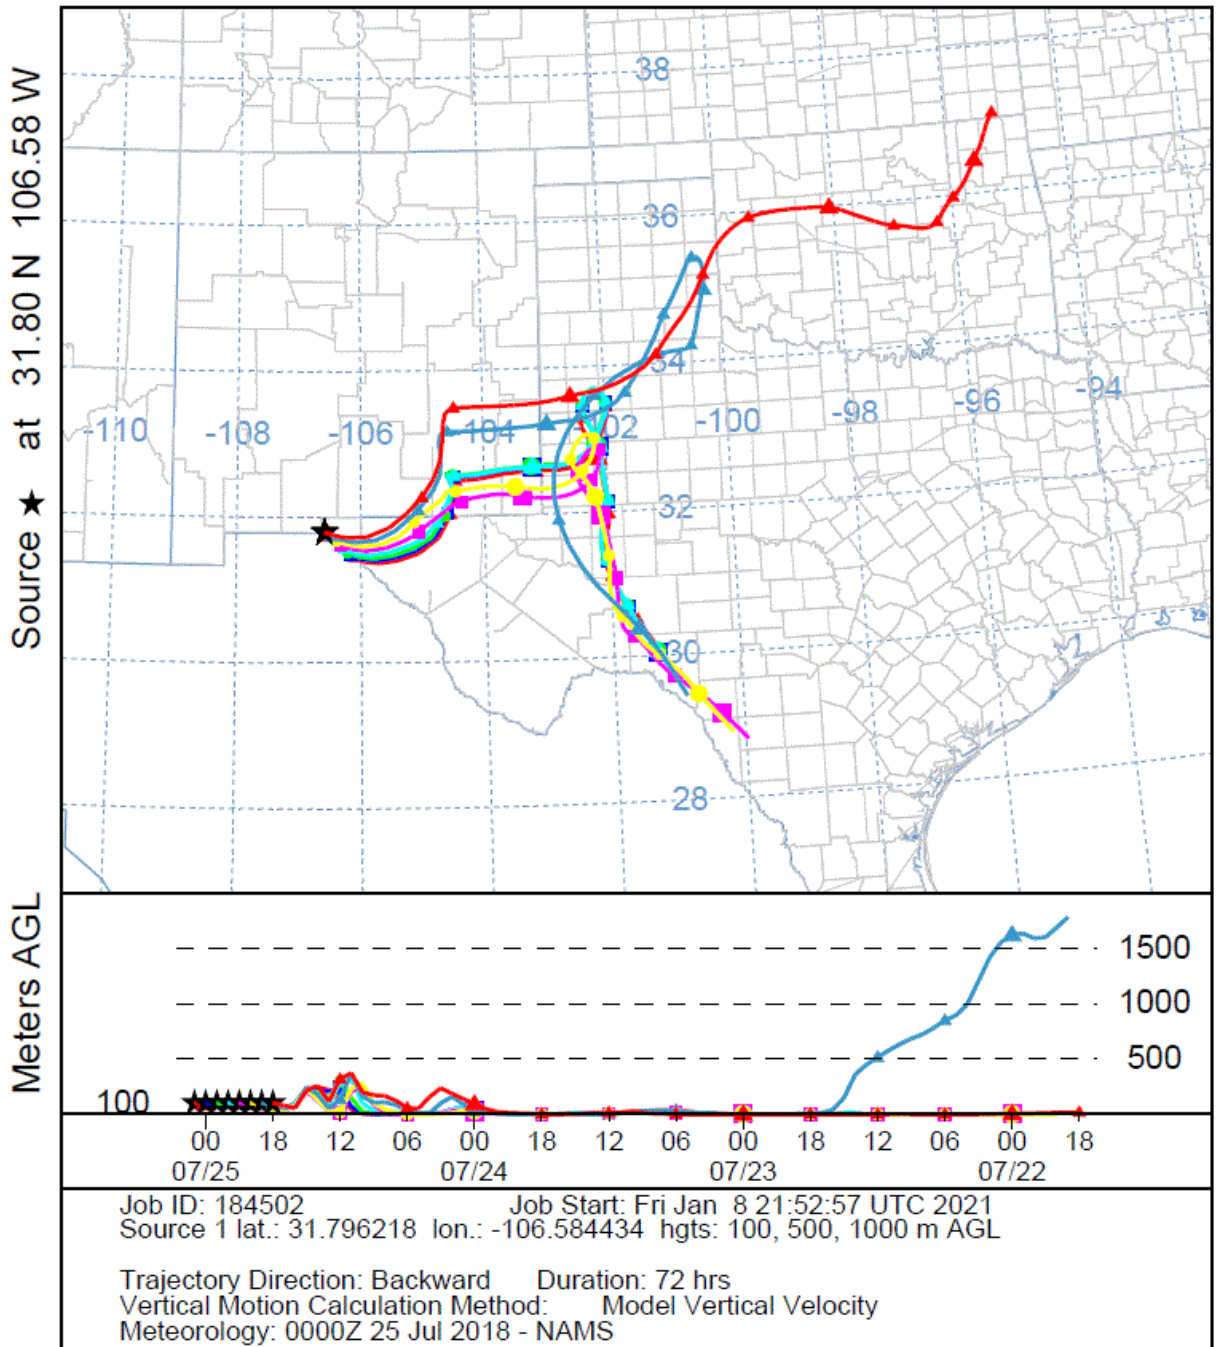 Source ★ at 31.80 N 106.58 W
38
36
34
-110
-108
-106
-104
-102
-100
-98
-96
-94
32
30
28
Meters AGL
1500
1000
500
100
00 18 12 06 00 18 12 06 00 18 12 06 00 18
07/25 07/24 07/23 07/22
Job ID: 184502 Job Start: Fri Jan 8 21:52:57 UTC 2021
Source 1 lat.: 31.796218 lon.: -106.584434 hgts: 100, 500, 1000 m AGL
Trajectory Direction: Backward Duration: 72 hrs
Vertical Motion Calculation Method: Model Vertical Velocity
Meteorology: 0000Z 25 Jul 2018 - NAMS